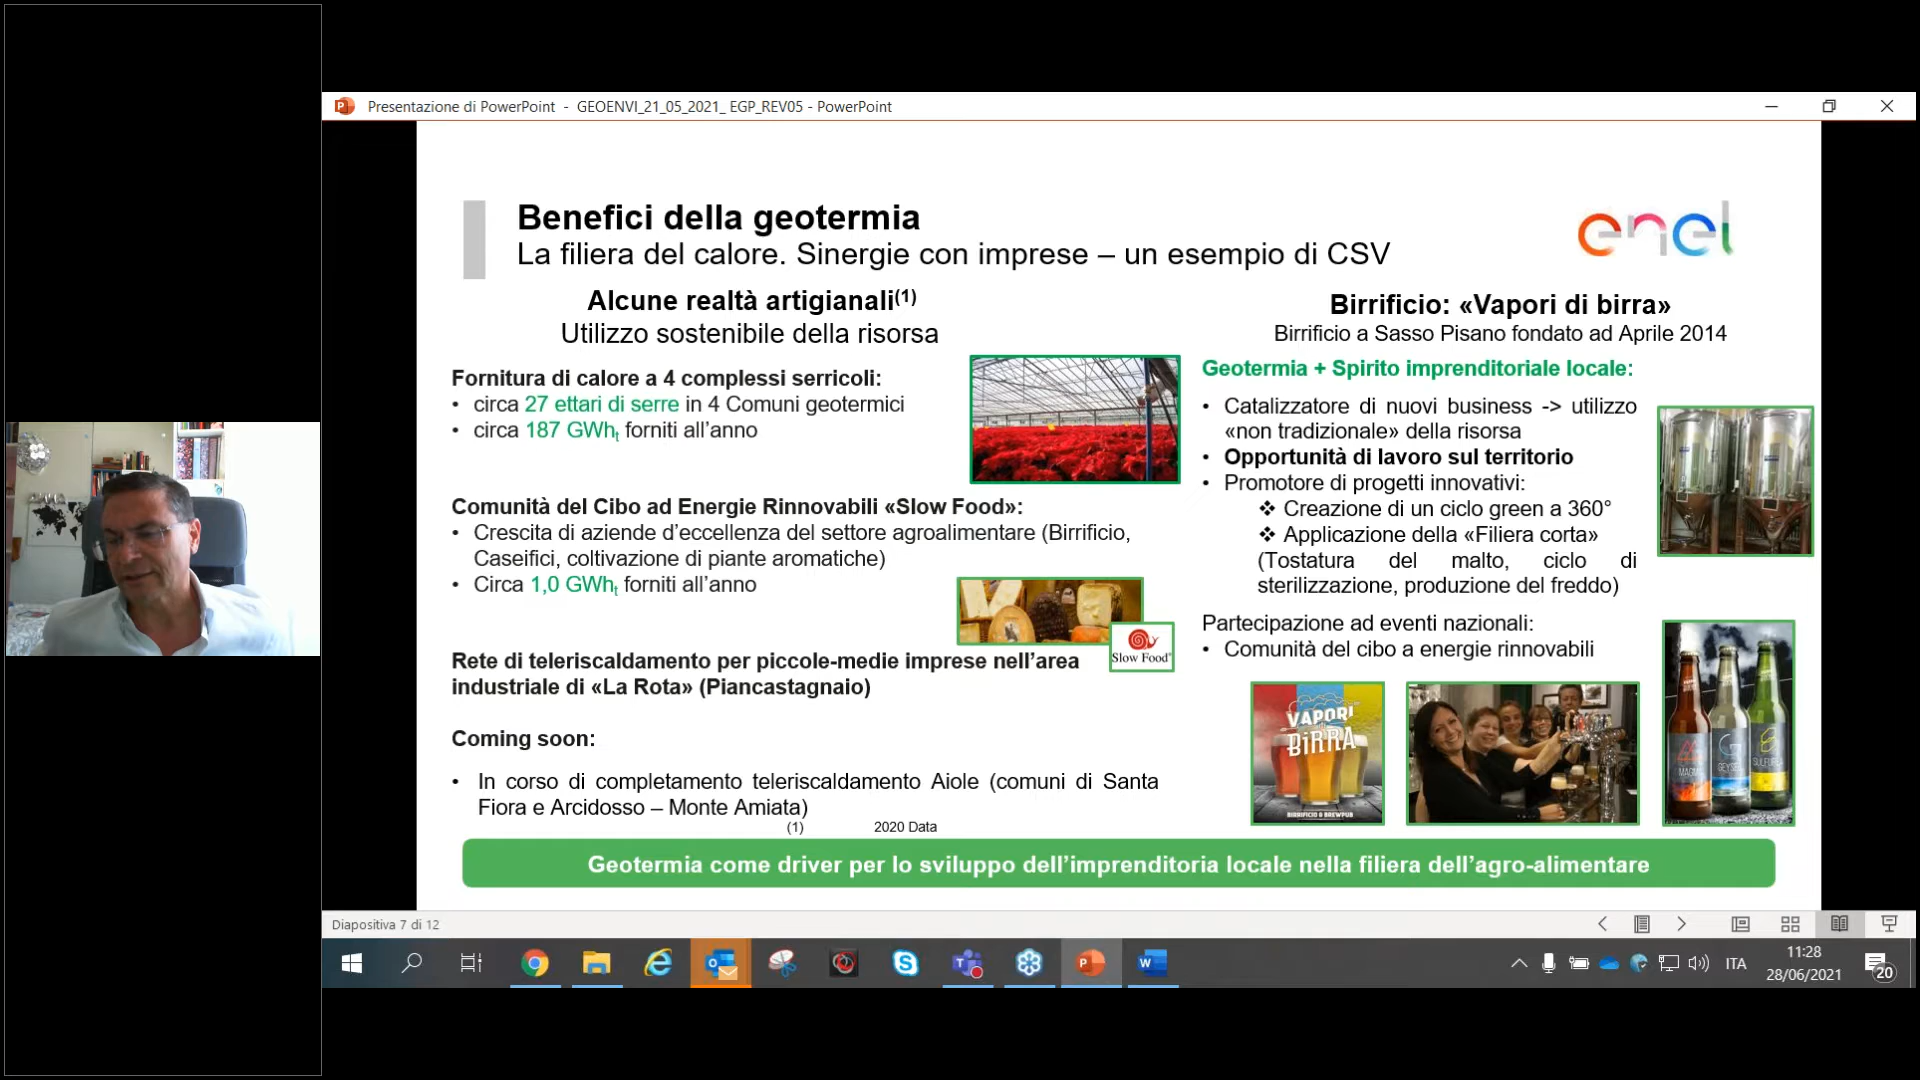 Presentazione di PowerPoint - GEOENVI_21_05_2021_ EGP_REV05 - PowerPoint
Benefici della geotermia
La filiera del calore. Sinergie con imprese – un esempio di CSV
enel
Alcune realtà artigianali(1)
Utilizzo sostenibile della risorsa
Fornitura di calore a 4 complessi serricoli:
• circa 27 ettari di serre in 4 Comuni geotermici
• circa 187 GWht forniti all’anno
Comunità del Cibo ad Energie Rinnovabili «Slow Food»:
• Crescita di aziende d’eccellenza del settore agroalimentare (Birrificio,
Caseifici, coltivazione di piante aromatiche)
• Circa 1,0 GWht forniti all’anno
Slow Food®
Rete di teleriscaldamento per piccole-medie imprese nell’area
industriale di «La Rota» (Piancastagnaio)
Coming soon:
• In corso di completamento teleriscaldamento Aiole (comuni di Santa
Fiora e Arcidosso – Monte Amiata)
(1) 2020 Data
Birrificio: «Vapori di birra»
Birrificio a Sasso Pisano fondato ad Aprile 2014
Geotermia + Spirito imprenditoriale locale:
• Catalizzatore di nuovi business -> utilizzo
«non tradizionale» della risorsa
• Opportunità di lavoro sul territorio
• Promotore di progetti innovativi:
❖ Creazione di un ciclo green a 360°
❖ Applicazione della «Filiera corta»
(Tostatura del malto, ciclo di
sterilizzazione, produzione del freddo)
Partecipazione ad eventi nazionali:
• Comunità del cibo a energie rinnovabili
VAPORI
di
BiRRA
BIRRIFICIO & BREWPUB
MAGMA
GEYSER
SULFUREA
Geotermia come driver per lo sviluppo dell’imprenditoria locale nella filiera dell’agro-alimentare
Diapositiva 7 di 12
ITA
11:28
28/06/2021
20